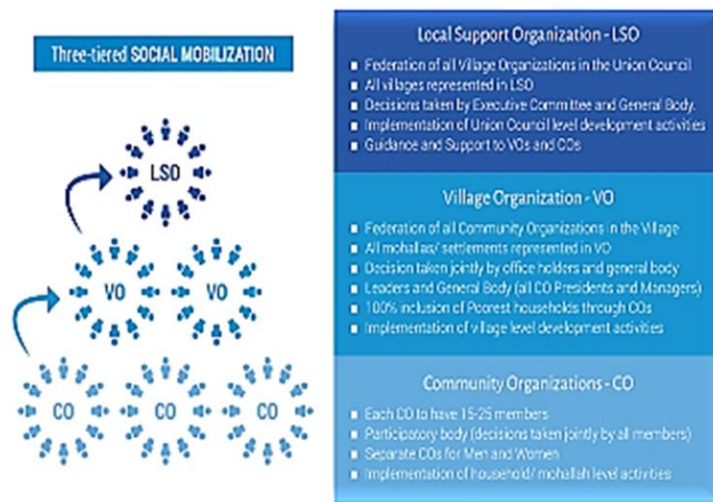 Three-tiered SOCIAL MOBILIZATION
LSO
VO
VO
CO
CO
CO
Local Support Organization - LSO
Federation of all Village Organizations in the Union Council
All villages represented in LSO
Decisions taken by Executive Committee and General Body.
Implementation of Union Council level development activities
Guidance and Support to VOs and COs
Village Organization - VO
Federation of all Community Organizations in the Village
All mohallas/ settlements represented in VO
Decision taken jointly by office holders and general body
Leaders and General Body (all CO Presidents and Managers)
100% inclusion of Poorest households through COs
Implementation of village level development activities
Community Organizations - CO
Each CO to have 15-25 members
Participatory body (decisions taken jointly by all members)
Separate COs for Men and Women
Implementation of household/ mohallah level activities